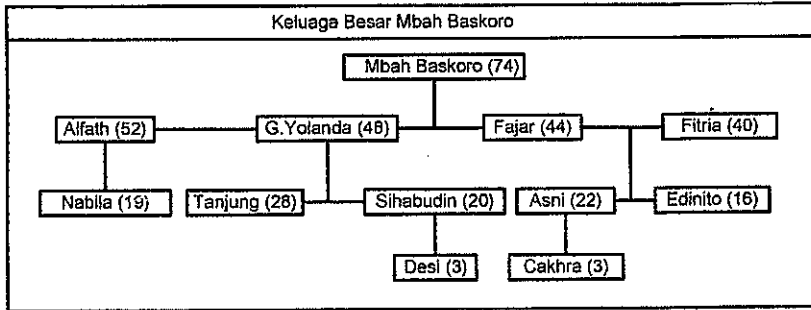 Keluaga Besar Mbah Baskoro
Mbah Baskoro (74)
Alfath (52)
G.Yolanda (48)
Fajar (44)
Fitria (40)
Nabila (19)
Tanjung (28)
Sihabudin (20)
Asni (22)
Edinito (16)
Desi (3)
Cakhra (3)